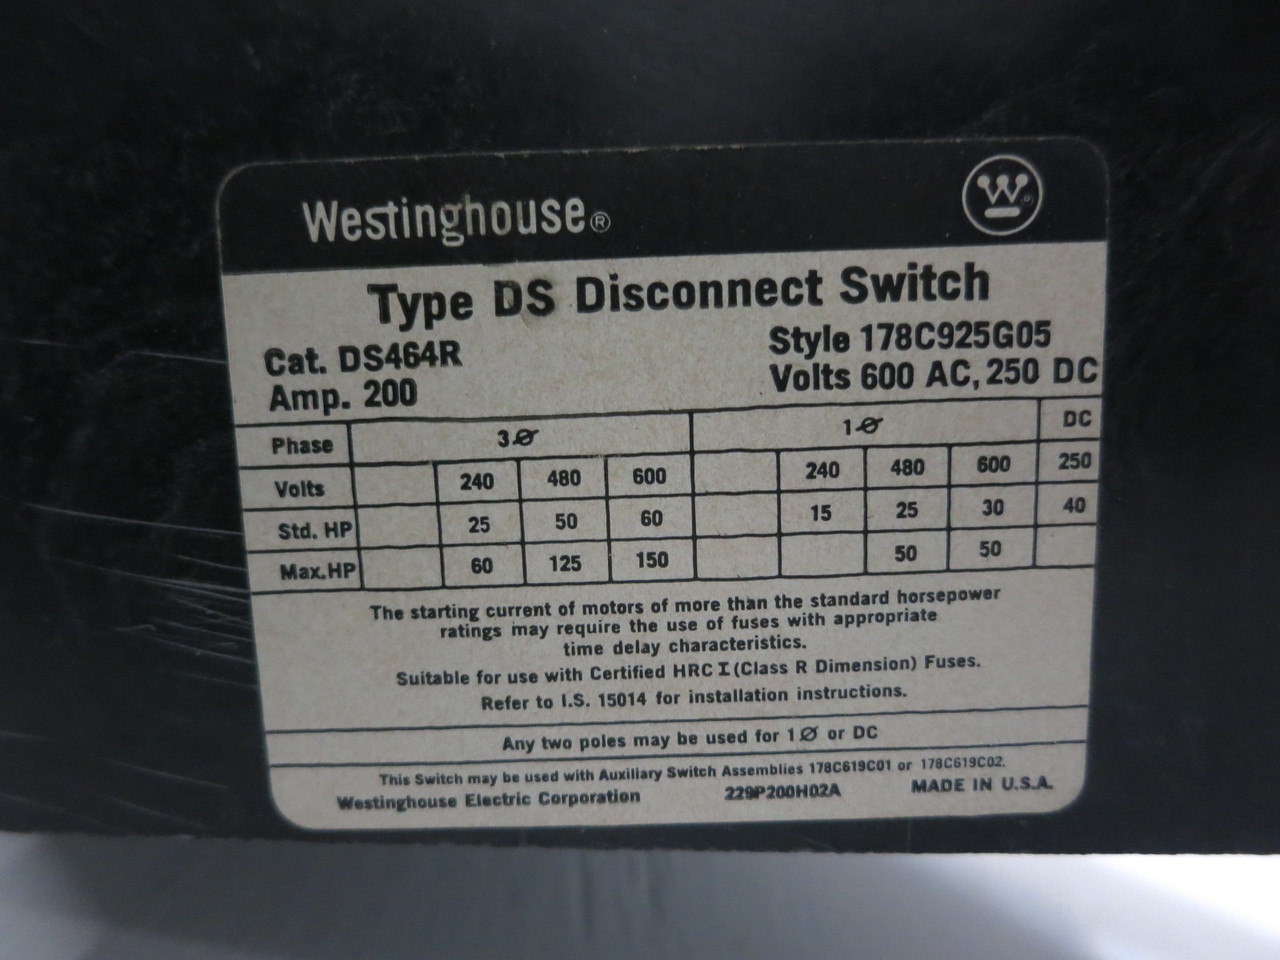 Westinghouse®
W
Type DS Disconnect Switch
Cat. DS464R Style 178C925G05
Amp. 200 Volts 600 AC, 250 DC
Phase 3Ø 1Ø DC
Volts 240 480 600 240 480 600 250
Std. HP 25 50 60 15 25 30 40
Max. HP 60 125 150 50 50
The starting current of motors of more than the standard horsepower
ratings may require the use of fuses with appropriate
time delay characteristics.
Suitable for use with Certified HRC I (Class R Dimension) Fuses.
Refer to I.S. 15014 for installation instructions.
Any two poles may be used for 1Ø or DC
This Switch may be used with Auxiliary Switch Assemblies 178C619C01 or 178C619C02.
Westinghouse Electric Corporation 229P200H02A MADE IN U.S.A.